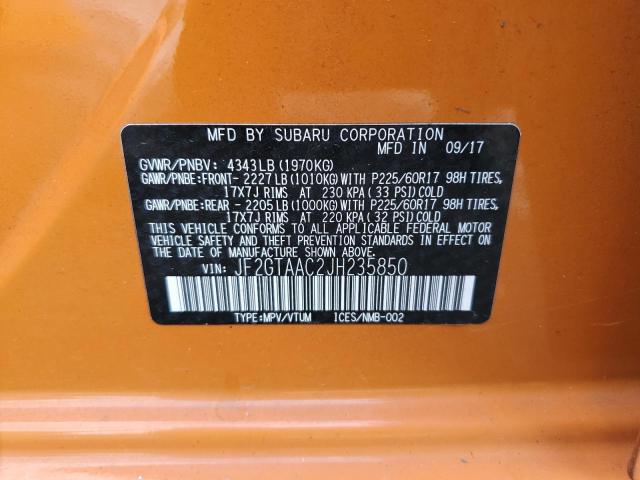 MFD BY SUBARU CORPORATION
MFD IN 09/17
GVWR/PNBV: 4343LB (1970KG)
GAWR/PNBE:FRONT- 2227LB (1010KG) WITH P225/60R17 98H TIRES,
17X7J RIMS AT 230 KPA ( 33 PSI) COLD
GAWR/PNBE:REAR - 2205LB (1000KG) WITH P225/60R17 98H TIRES,
17X7J RIMS AT 220 KPA ( 32 PSI) COLD
THIS VEHICLE CONFORMS TO ALL APPLICABLE FEDERAL MOTOR
VEHICLE SAFETY AND THEFT PREVENTION STANDARDS IN EFFECT
ON THE DATE OF MANUFACTURE SHOWN ABOVE.
VIN: JF2GTAAC2JH235850
TYPE:MPV/VTUM ICES/NMB-002